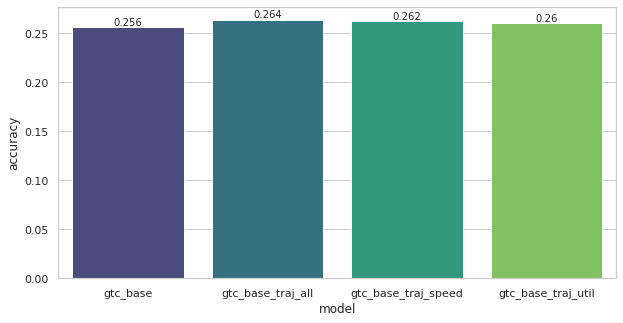 0.256
0.264
0.262
0.26
0.25
0.20
0.15
0.10
0.05
0.00
accuracy
gtc_base
gtc_base_traj_all
gtc_base_traj_speed
gtc_base_traj_util
model